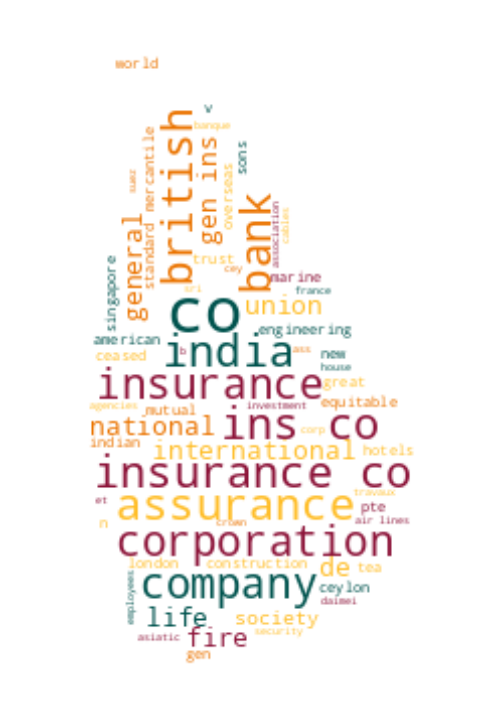 world
v
banque
british
gen ins
sons
standard mercantile
suez
overseas
bank
association
cables
general
singapore
trust
cey
marine
sri
france
co
union
engineering
american
india
ceased
b
ass
new
house
insurance
great
agencies
mutual
investment
equitable
national
ins co
corp
indian
international
hotels
insurance co
travaux
et
assurance
pte
n
crown
air lines
corporation
london
construction
de
tea
employees
company
ceylon
daimei
life
society
asiatic
fire
security
gen